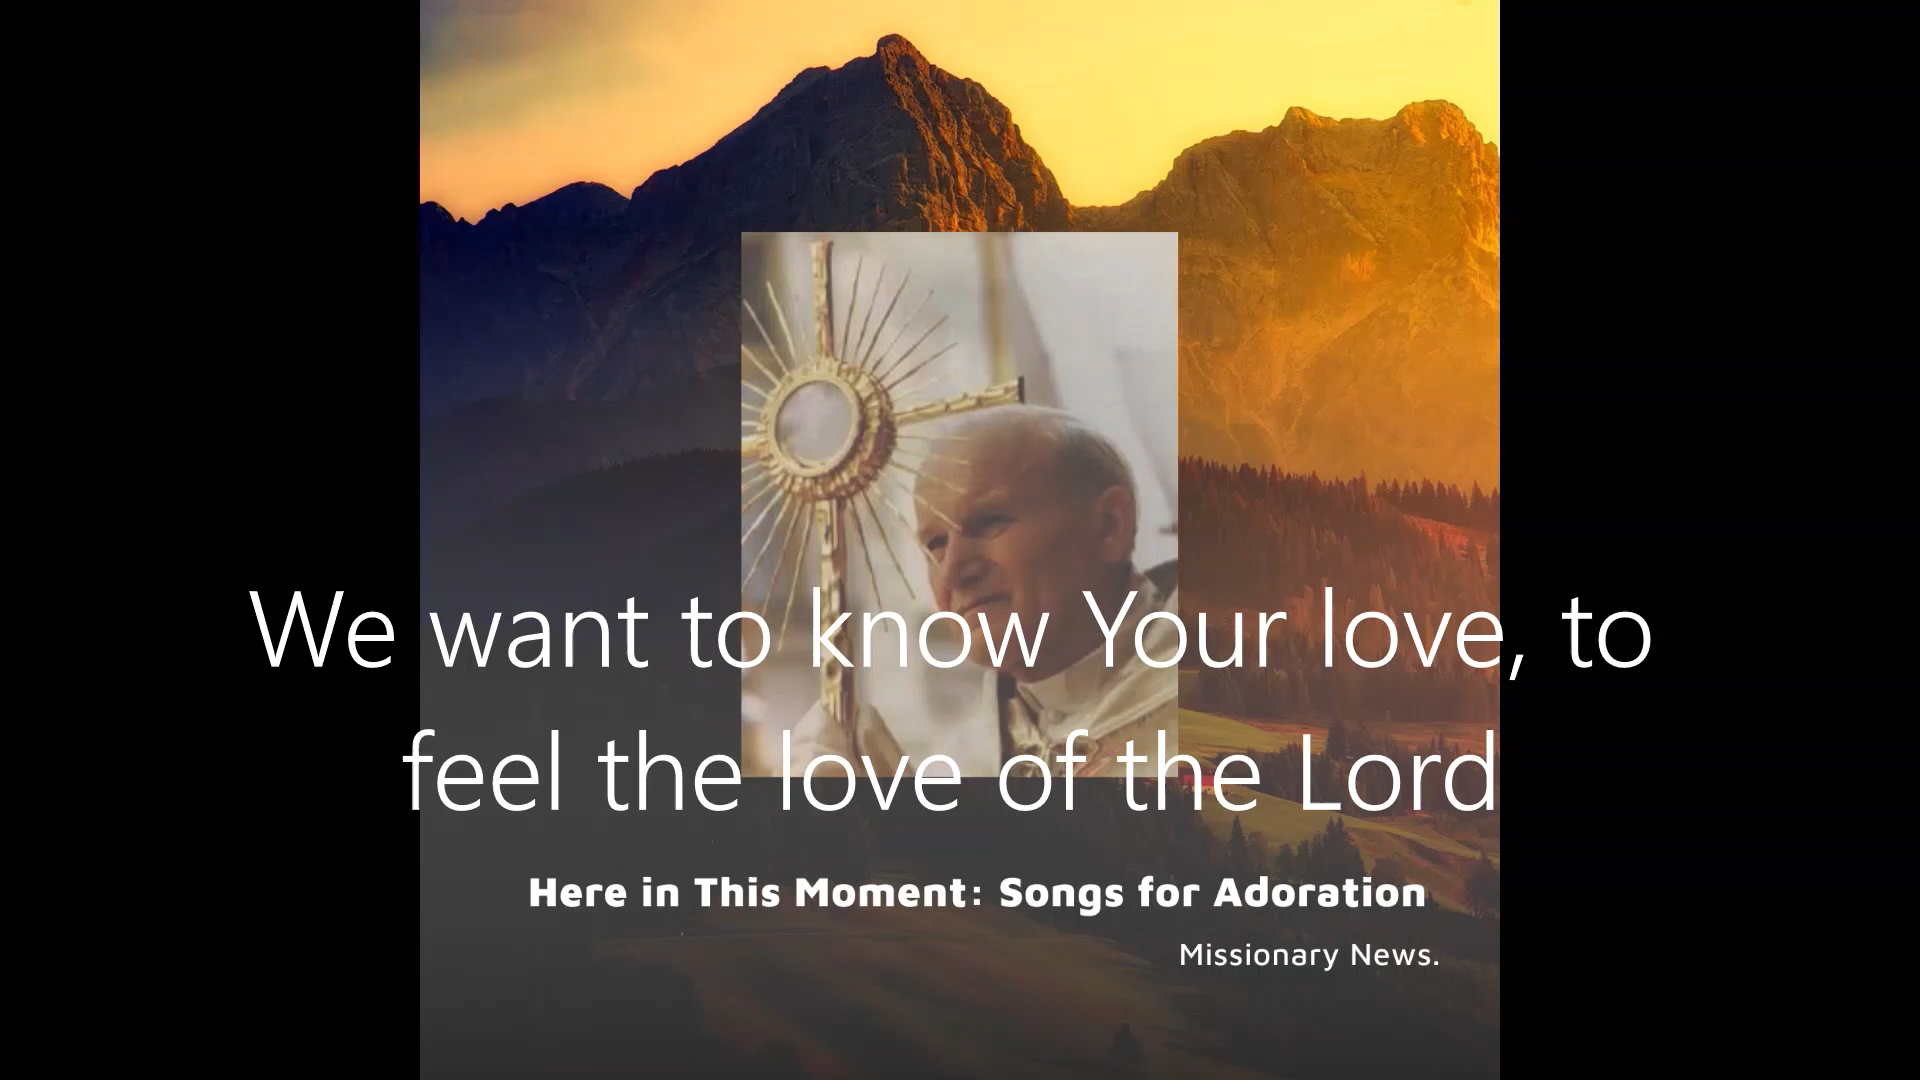 We want to know Your love, to
feel the love of the Lord
Here in This Moment: Songs for Adoration
Missionary News.